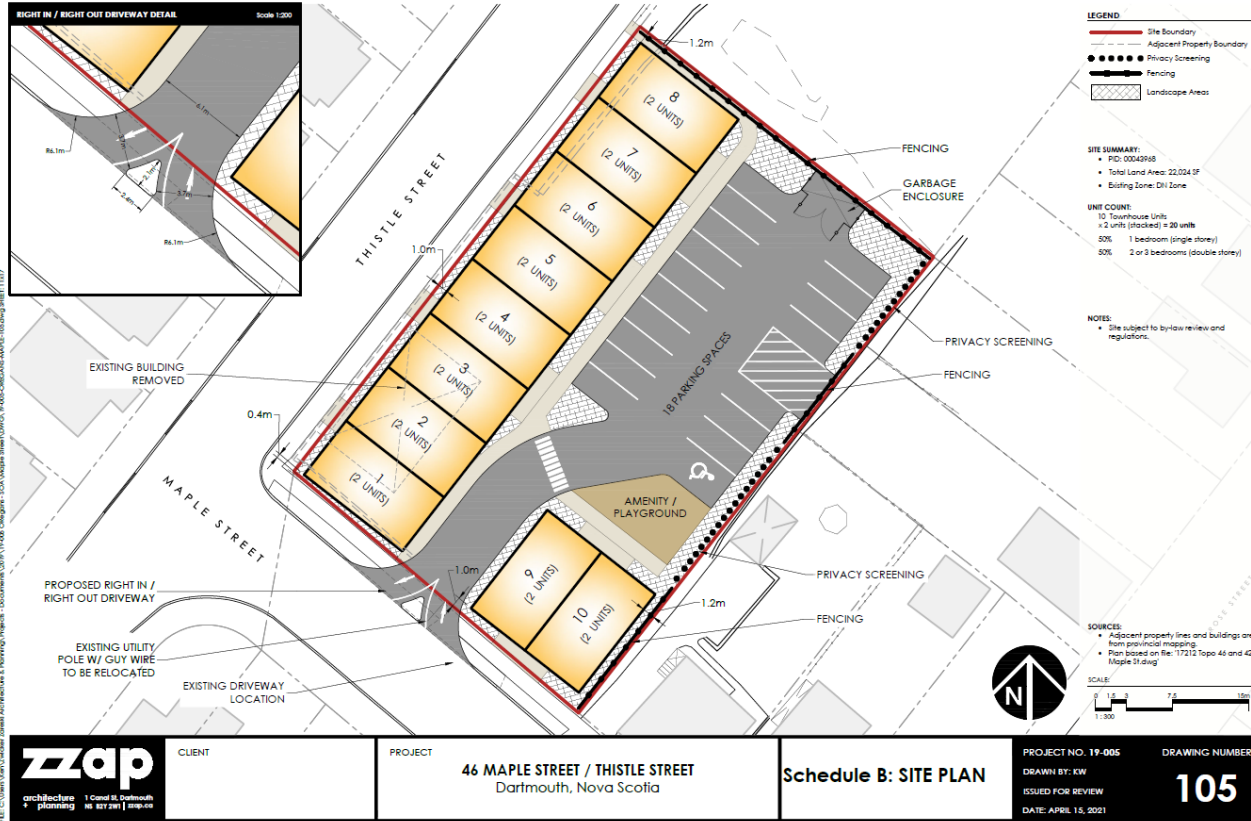 RIGHT IN / RIGHT OUT DRIVEWAY DETAIL
Scale 1:200
6.1m
R6.1m
2.1m
2.4m
3.7m
R6.1m
THISTLE STREET
MAPLE STREET
1.2m
1.0m
0.4m
1.0m
1.2m
8
(2 UNITS)
7
(2 UNITS)
6
(2 UNITS)
5
(2 UNITS)
4
(2 UNITS)
3
(2 UNITS)
2
(2 UNITS)
1
(2 UNITS)
9
(2 UNITS)
10
(2 UNITS)
18 PARKING SPACES
AMENITY /
PLAYGROUND
FENCING
GARBAGE
ENCLOSURE
PRIVACY SCREENING
FENCING
PRIVACY SCREENING
FENCING
EXISTING BUILDING
REMOVED
PROPOSED RIGHT IN /
RIGHT OUT DRIVEWAY
EXISTING UTILITY
POLE W/ GUY WIRE
TO BE RELOCATED
EXISTING DRIVEWAY
LOCATION
LEGEND
Site Boundary
Adjacent Property Boundary
Privacy Screening
Fencing
Landscape Areas
SITE SUMMARY:
• PID: 00043968
• Total Land Area: 22,024 SF
• Existing Zone: DN Zone
UNIT COUNT:
10 Townhouse Units
x 2 units (stacked) = 20 units
50% 1 bedroom (single storey)
50% 2 or 3 bedrooms (double storey)
NOTES:
• Site subject to by-law review and
regulations.
SOURCES:
• Adjacent property lines and buildings are
from provincial mapping.
• Plan based on file: '17212 Topo 46 and 42
Maple St.dwg'
N
SCALE:
0 1.5 3 7.5 15m
1:300
zzap
architecture
+ planning
1 Canal St, Dartmouth
NS B2Y 2W1 | zzap.ca
CLIENT
PROJECT
46 MAPLE STREET / THISTLE STREET
Dartmouth, Nova Scotia
Schedule B: SITE PLAN
PROJECT NO. 19-005
DRAWN BY: KW
ISSUED FOR REVIEW
DATE: APRIL 15, 2021
DRAWING NUMBER
105